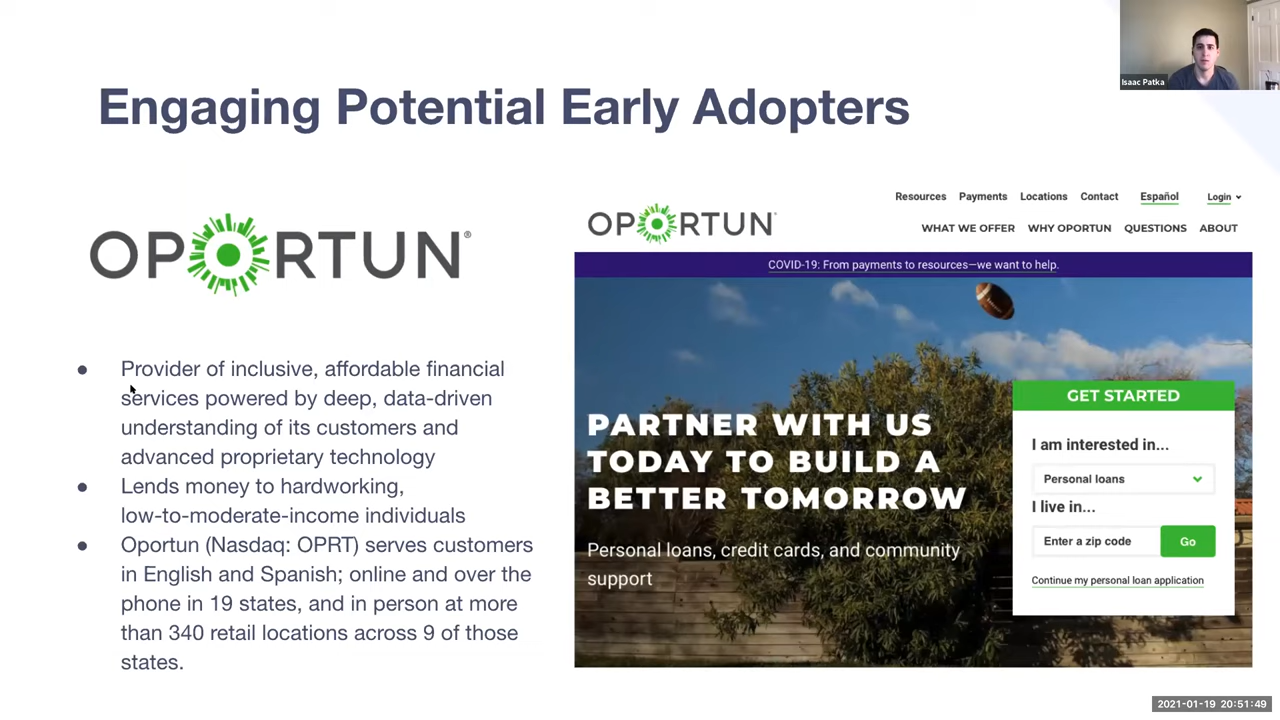 Isaac Patka
Engaging Potential Early Adopters
OPORTUN®
● Provider of inclusive, affordable financial
services powered by deep, data-driven
understanding of its customers and
advanced proprietary technology
● Lends money to hardworking,
low-to-moderate-income individuals
● Oportun (Nasdaq: OPRT) serves customers
in English and Spanish; online and over the
phone in 19 states, and in person at more
than 340 retail locations across 9 of those
states.
Resources Payments Locations Contact Español Login
OPORTUN
WHAT WE OFFER WHY OPORTUN QUESTIONS ABOUT
COVID-19: From payments to resources—we want to help.
PARTNER WITH US
TODAY TO BUILD A
BETTER TOMORROW
Personal loans, credit cards, and community
support
GET STARTED
I am interested in...
Personal loans
I live in...
Enter a zip code Go
Continue my personal loan application
2021-01-19 20:51:49